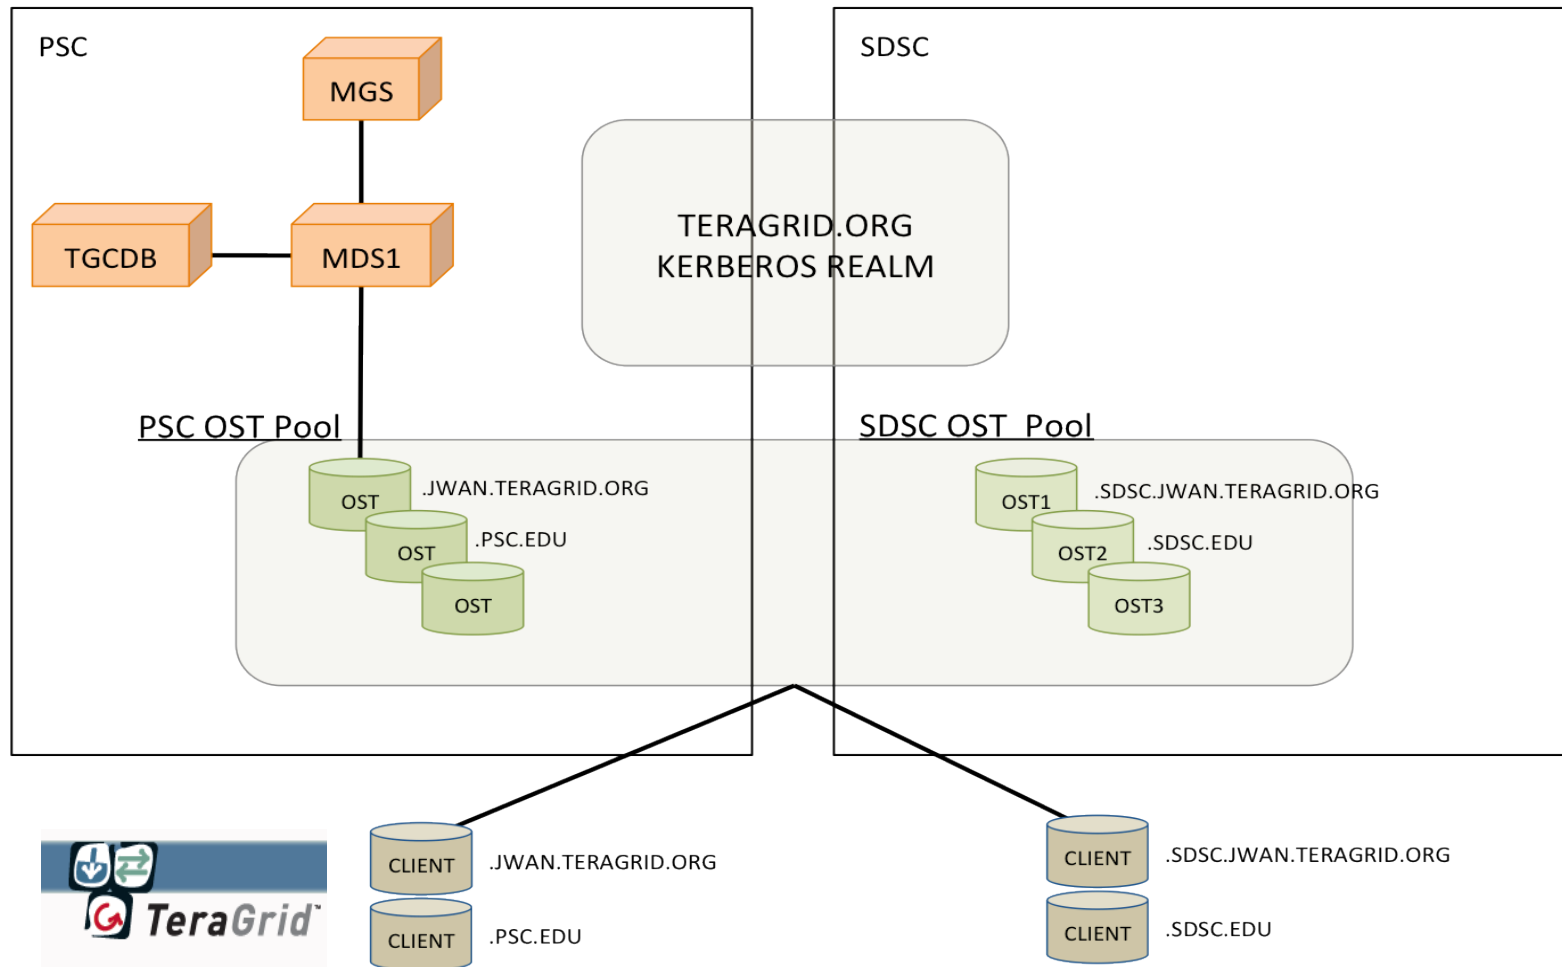 PSC
SDSC
MGS
TERAGRID.ORG
KERBEROS REALM
TGCDB
MDS1
PSC OST Pool
SDSC OST  Pool
OST
.JWAN.TERAGRID.ORG
OST
.PSC.EDU
OST
OST1
.SDSC.JWAN.TERAGRID.ORG
OST2
.SDSC.EDU
OST3
TeraGrid™
CLIENT
.JWAN.TERAGRID.ORG
CLIENT
.PSC.EDU
CLIENT
.SDSC.JWAN.TERAGRID.ORG
CLIENT
.SDSC.EDU